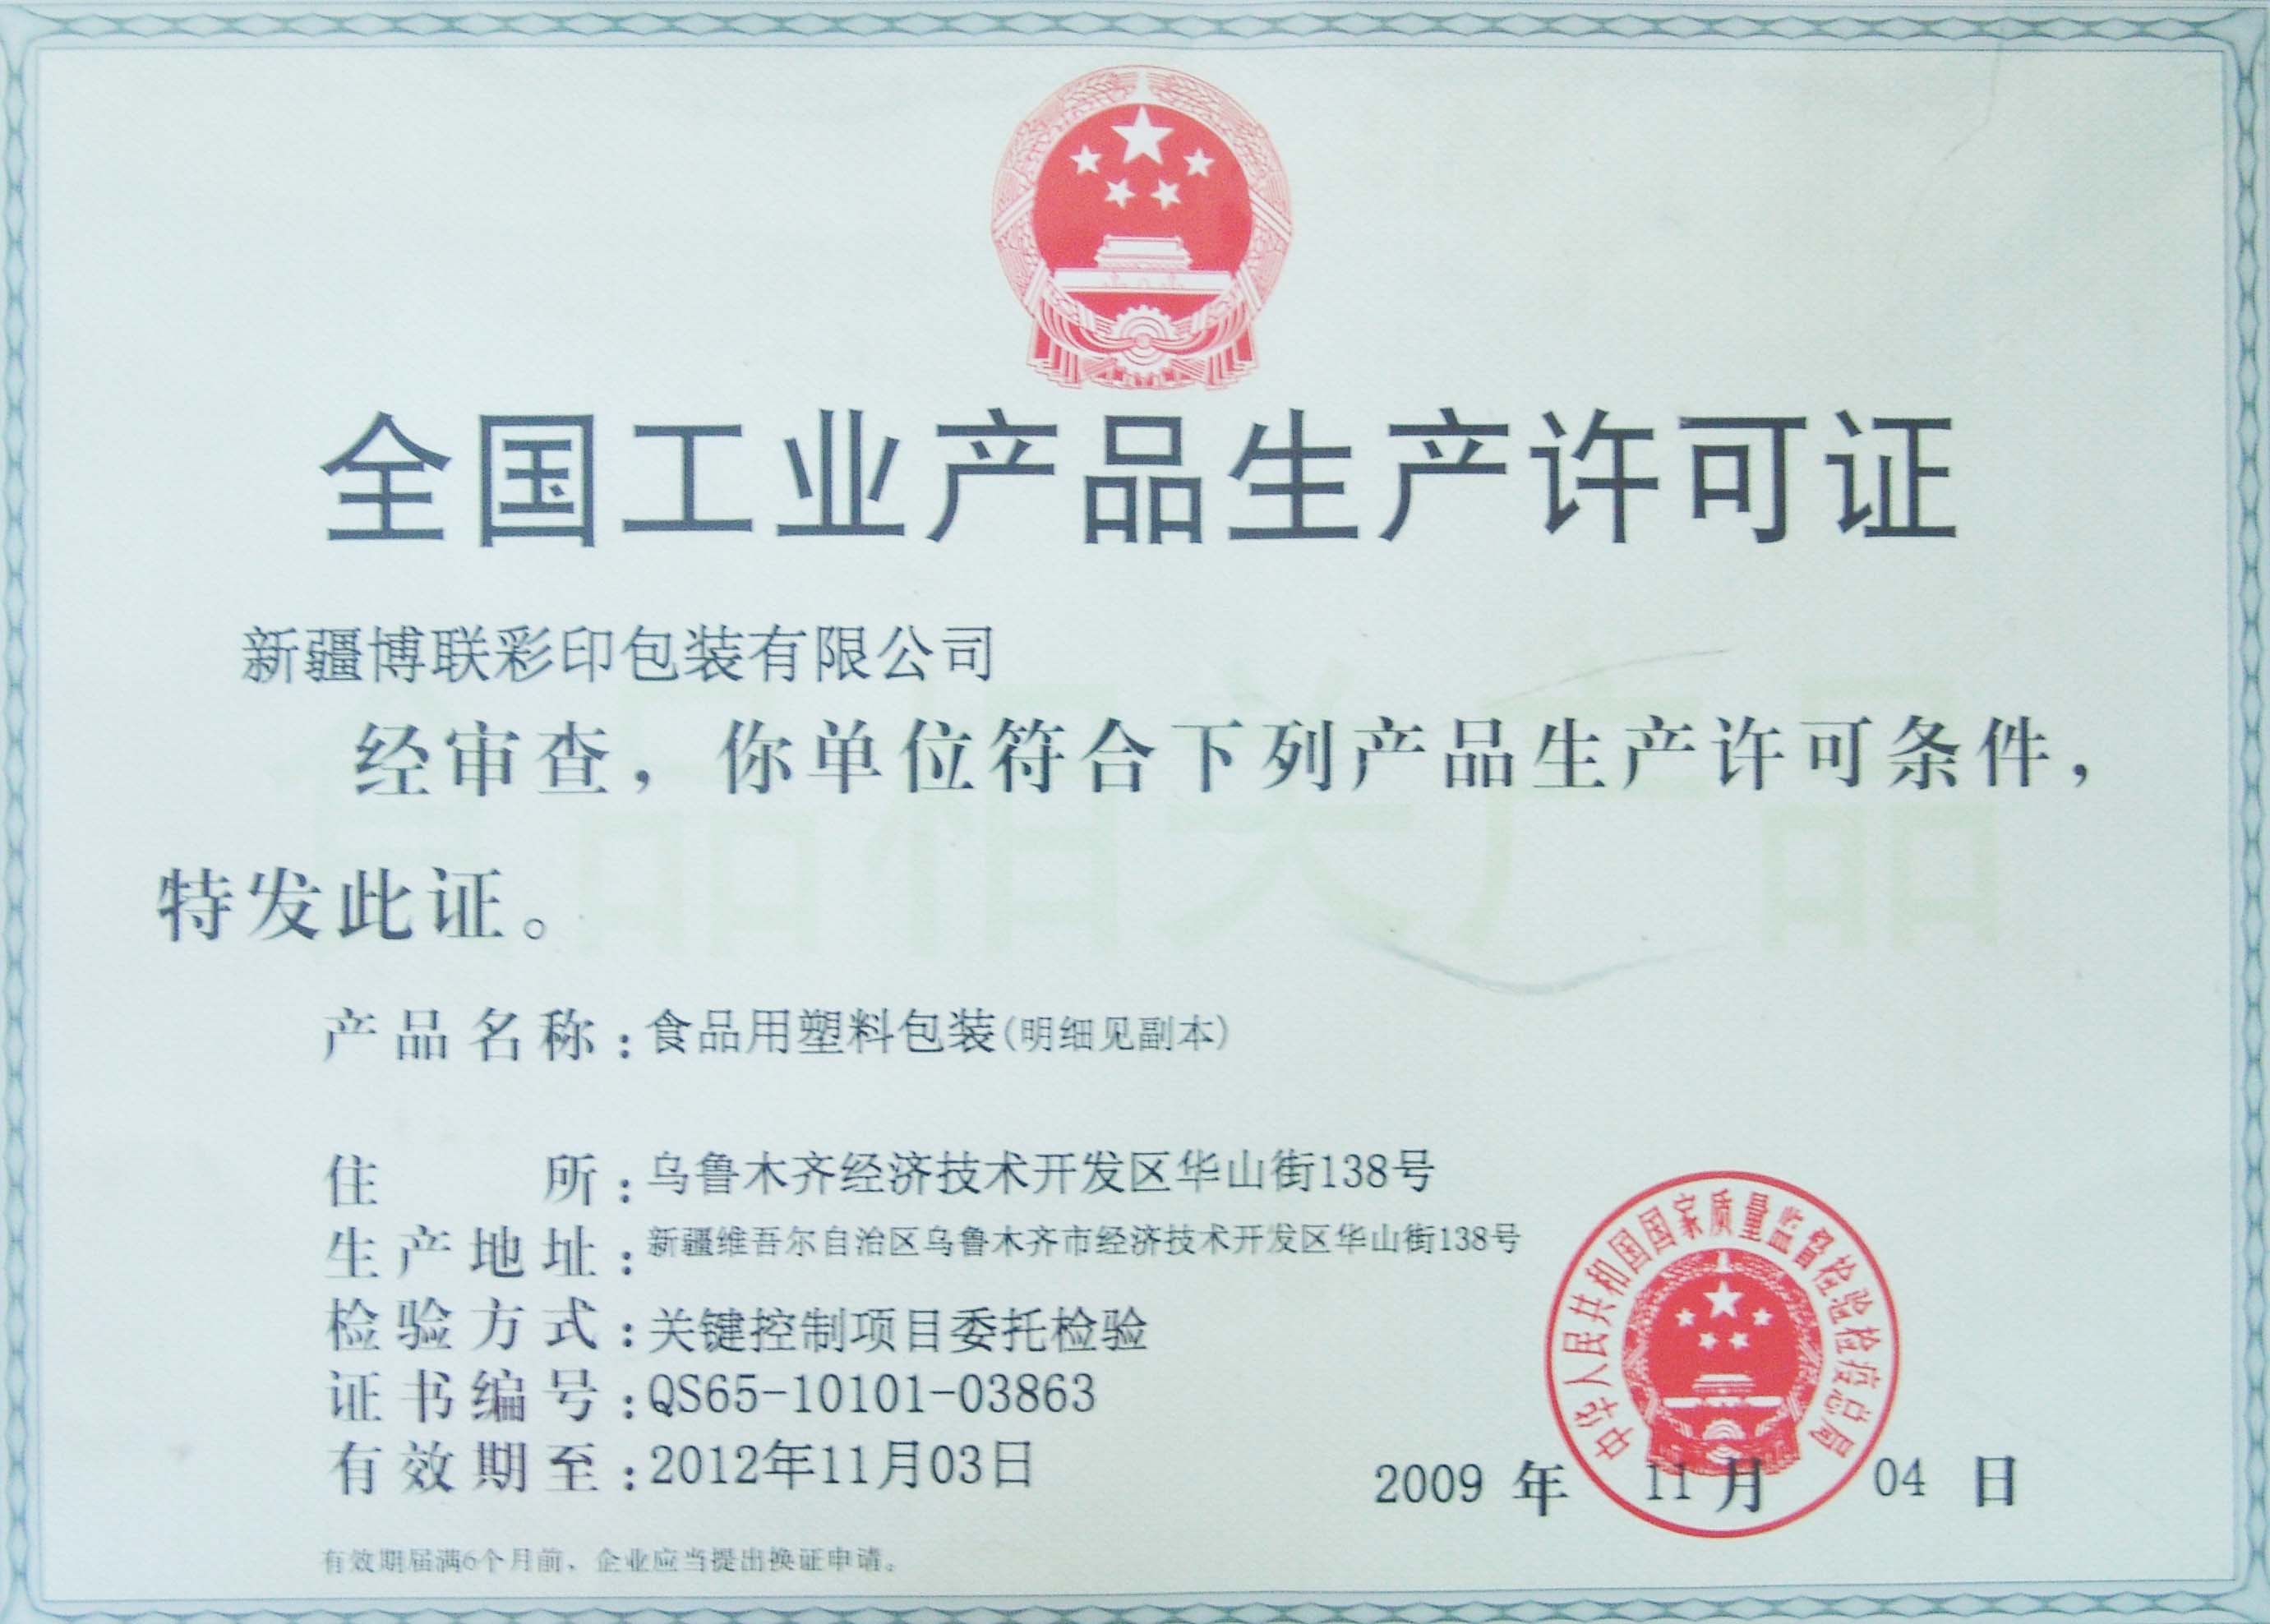 全国工业产品生产许可证
新疆博联彩印包装有限公司
经审查，你单位符合下列产品生产许可条件，
特发此证。
食品相关产品
产品名称：食品用塑料包装(明细见副本)
住所：乌鲁木齐经济技术开发区华山街138号
生产地址：新疆维吾尔自治区乌鲁木齐市经济技术开发区华山街138号
检验方式：关键控制项目委托检验
证书编号：QS65-10101-03863
有效期至：2012年11月03日
中华人民共和国国家质量监督检验检疫总局
2009 年 11 月 04 日
有效期届满6个月前，企业应当提出换证申请。